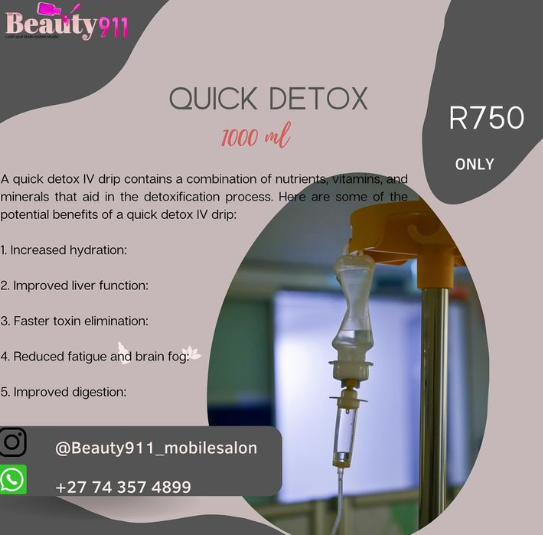 Beauty911
QUICK DETOX
1000 ml
R750
ONLY
A quick detox IV drip contains a combination of nutrients, vitamins, and
minerals that aid in the detoxification process. Here are some of the
potential benefits of a quick detox IV drip:
1. Increased hydration:
2. Improved liver function:
3. Faster toxin elimination:
4. Reduced fatigue and brain fog:
5. Improved digestion:
@Beauty911_mobilesalon
+27 74 357 4899